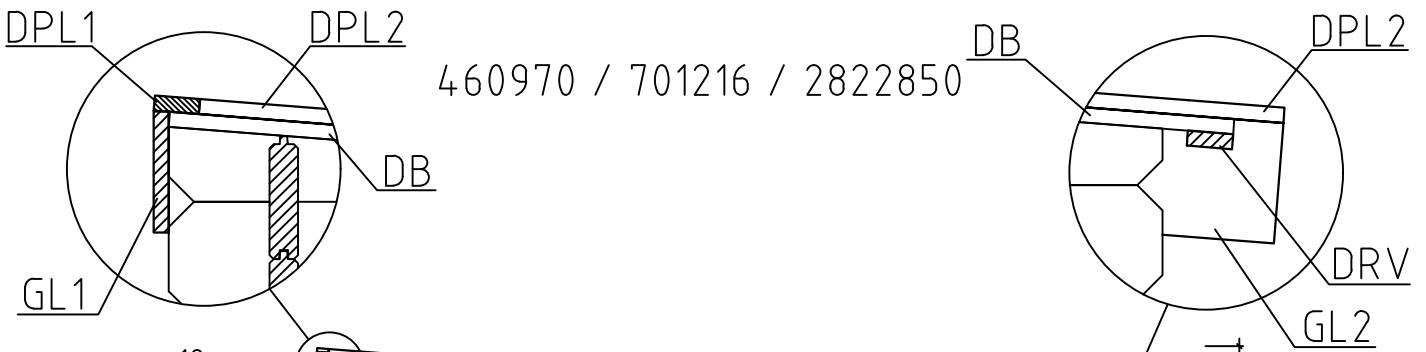 DPL1
DPL2
460970 / 701216 / 2822850
DB
DPL2
DB
GL1
DRV
GL2